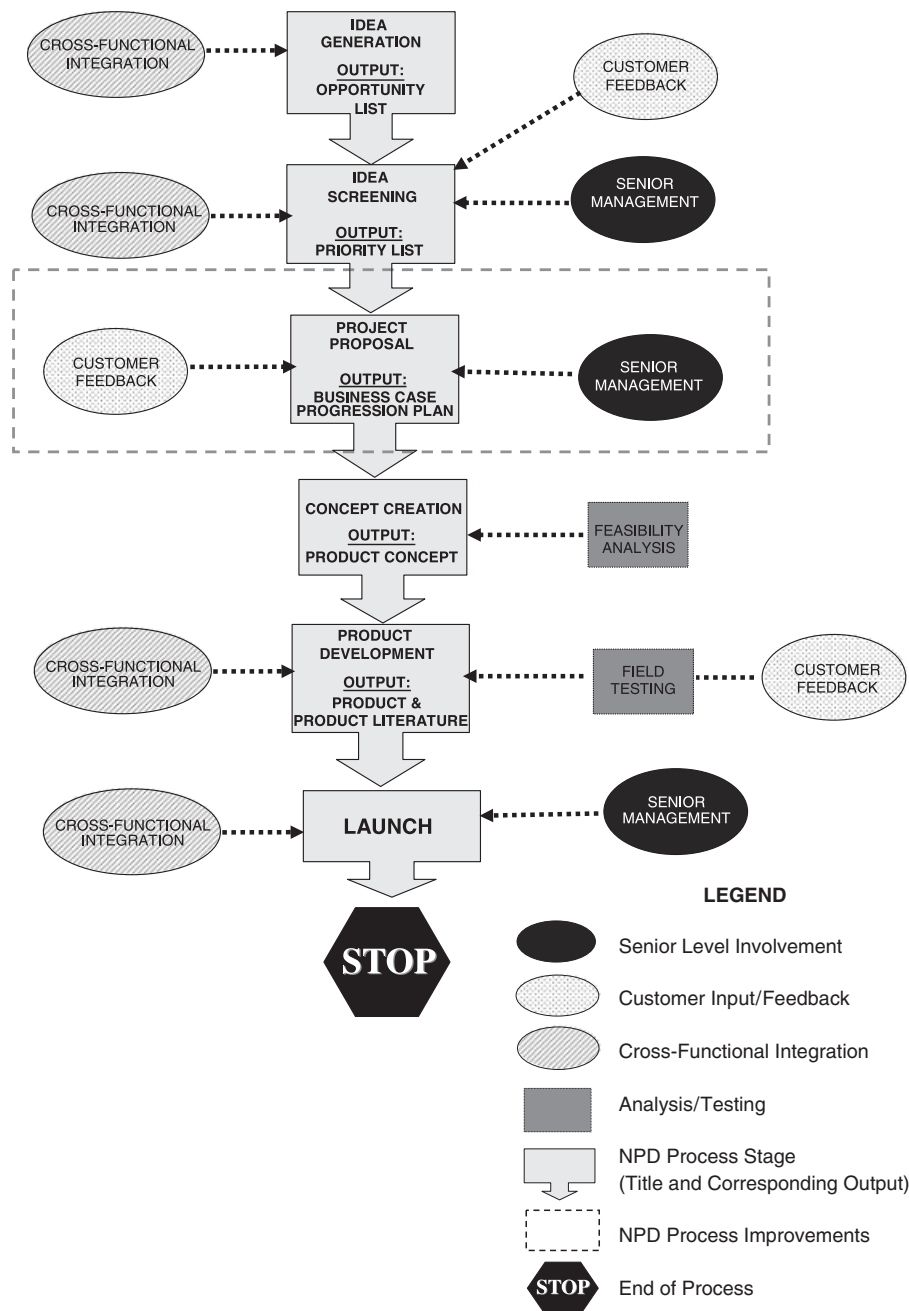 CROSS-FUNCTIONAL
INTEGRATION
IDEA
GENERATION
OUTPUT:
OPPORTUNITY
LIST
CUSTOMER
FEEDBACK
CROSS-FUNCTIONAL
INTEGRATION
IDEA
SCREENING
OUTPUT:
PRIORITY LIST
SENIOR
MANAGEMENT
CUSTOMER
FEEDBACK
PROJECT
PROPOSAL
OUTPUT:
BUSINESS CASE
PROGRESSION PLAN
SENIOR
MANAGEMENT
CONCEPT CREATION
OUTPUT:
PRODUCT CONCEPT
FEASIBILITY
ANALYSIS
CROSS-FUNCTIONAL
INTEGRATION
PRODUCT
DEVELOPMENT
OUTPUT:
PRODUCT &
PRODUCT LITERATURE
FIELD
TESTING
CUSTOMER
FEEDBACK
CROSS-FUNCTIONAL
INTEGRATION
LAUNCH
SENIOR
MANAGEMENT
STOP
LEGEND
Senior Level Involvement
Customer Input/Feedback
Cross-Functional Integration
Analysis/Testing
NPD Process Stage
(Title and Corresponding Output)
NPD Process Improvements
STOP
End of Process